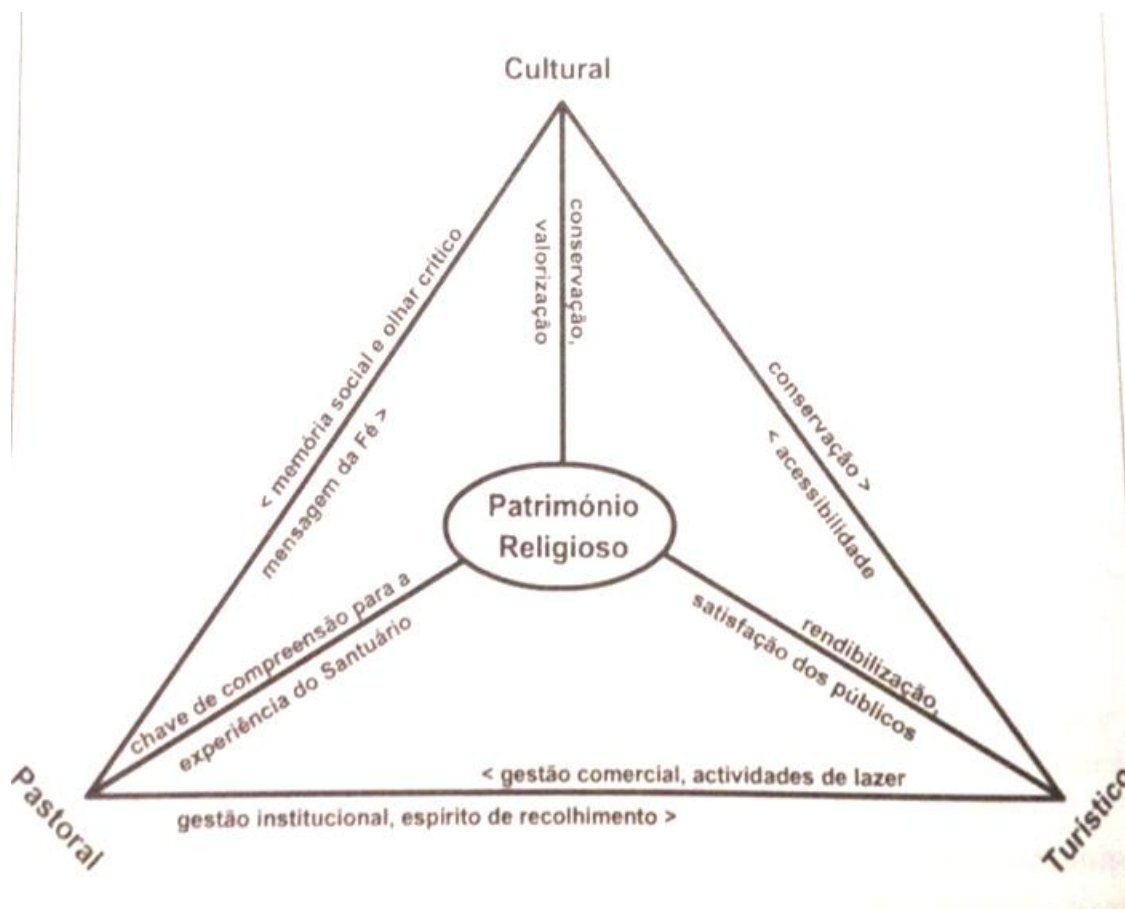 Cultural
conservação,
valorização
< memória social e olhar crítico
mensagem da Fé >
conservação >
< acessibilidade
Património
Religioso
chave de compreensão para a
experiência do Santuário
rendibilização,
satisfação dos públicos
< gestão comercial, actividades de lazer
gestão institucional, espírito de recolhimento >
Pastoral
Turístico